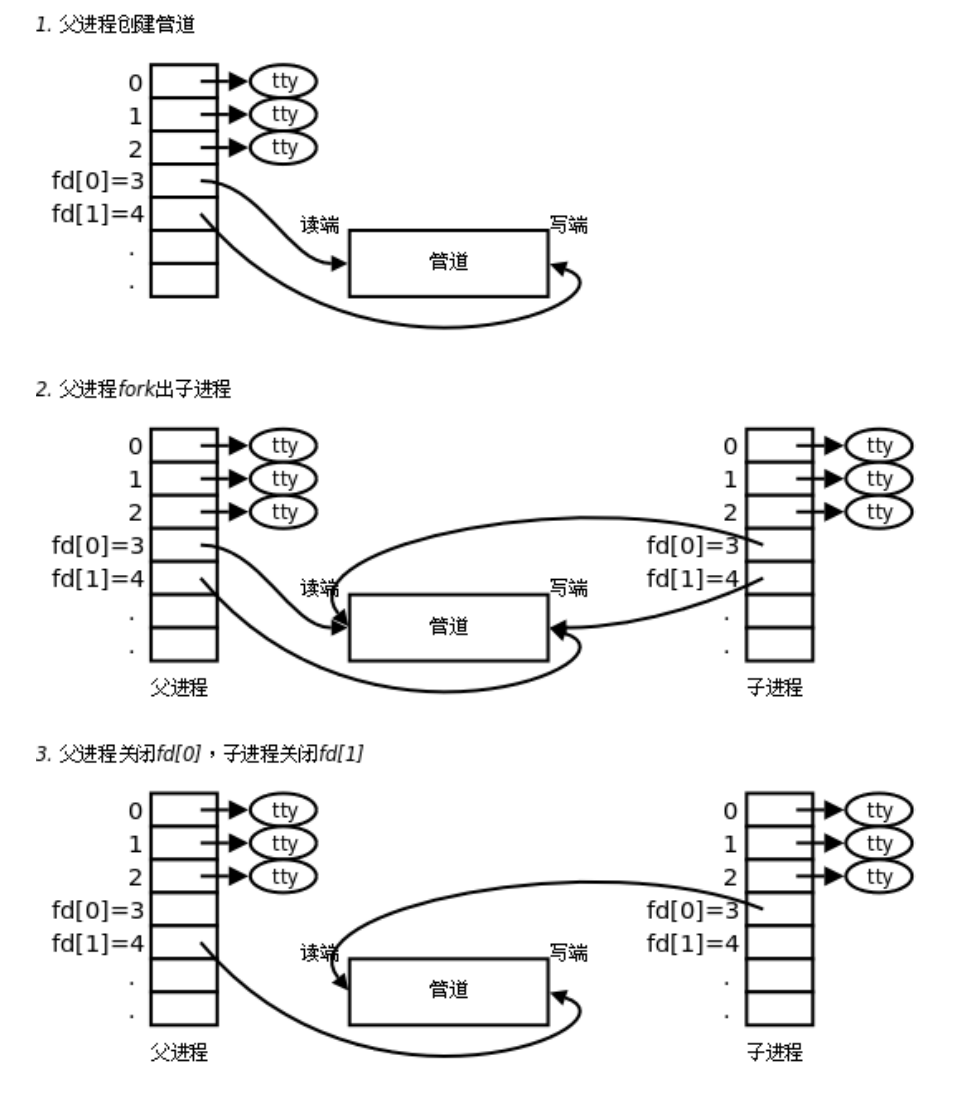 1. 父进程创建管道
0 tty
1 tty
2 tty
fd[0]=3
fd[1]=4
读端 写端
.
管道
.
2. 父进程fork出子进程
0 tty 0 tty
1 tty 1 tty
2 tty 2 tty
fd[0]=3 fd[0]=3
fd[1]=4 读端 写端 fd[1]=4
. .
管道
. .
父进程 子进程
3. 父进程关闭fd[0]，子进程关闭fd[1]
0 tty 0 tty
1 tty 1 tty
2 tty 2 tty
fd[0]=3 fd[0]=3
fd[1]=4 读端 写端 fd[1]=4
. .
管道
. .
父进程 子进程